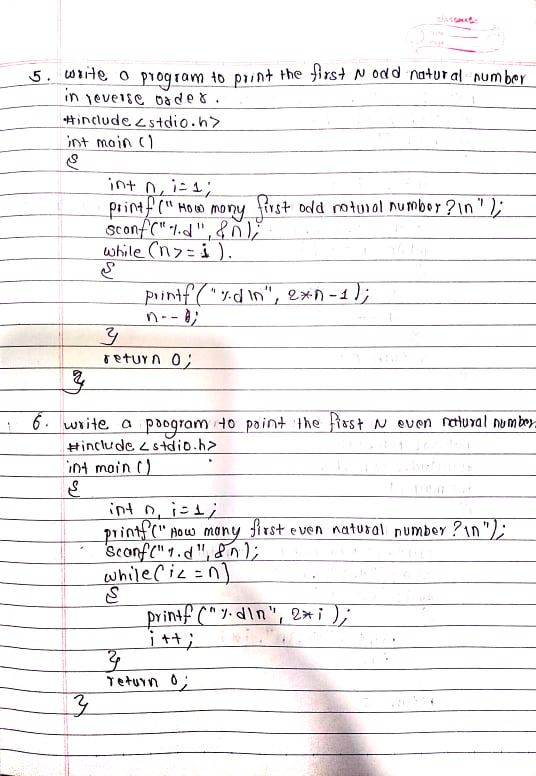 classmate
5. write a program to print the first N odd natural number
in reverse order.
#include<stdio.h>
int main ()
{
int n, i=1;
printf("How many first odd natural number?\n");
scanf("%d", &n);
while (n>=i).
{
printf("%d\n", 2*n-1);
n--;
}
return 0;
}
6. write a program to print the first N even natural number.
#include<stdio.h>
int main ()
{
int n, i=1;
printf("How many first even natural number?\n");
scanf("%d", &n);
while(i<=n)
{
printf("%d\n", 2*i);
i++;
}
return 0;
}